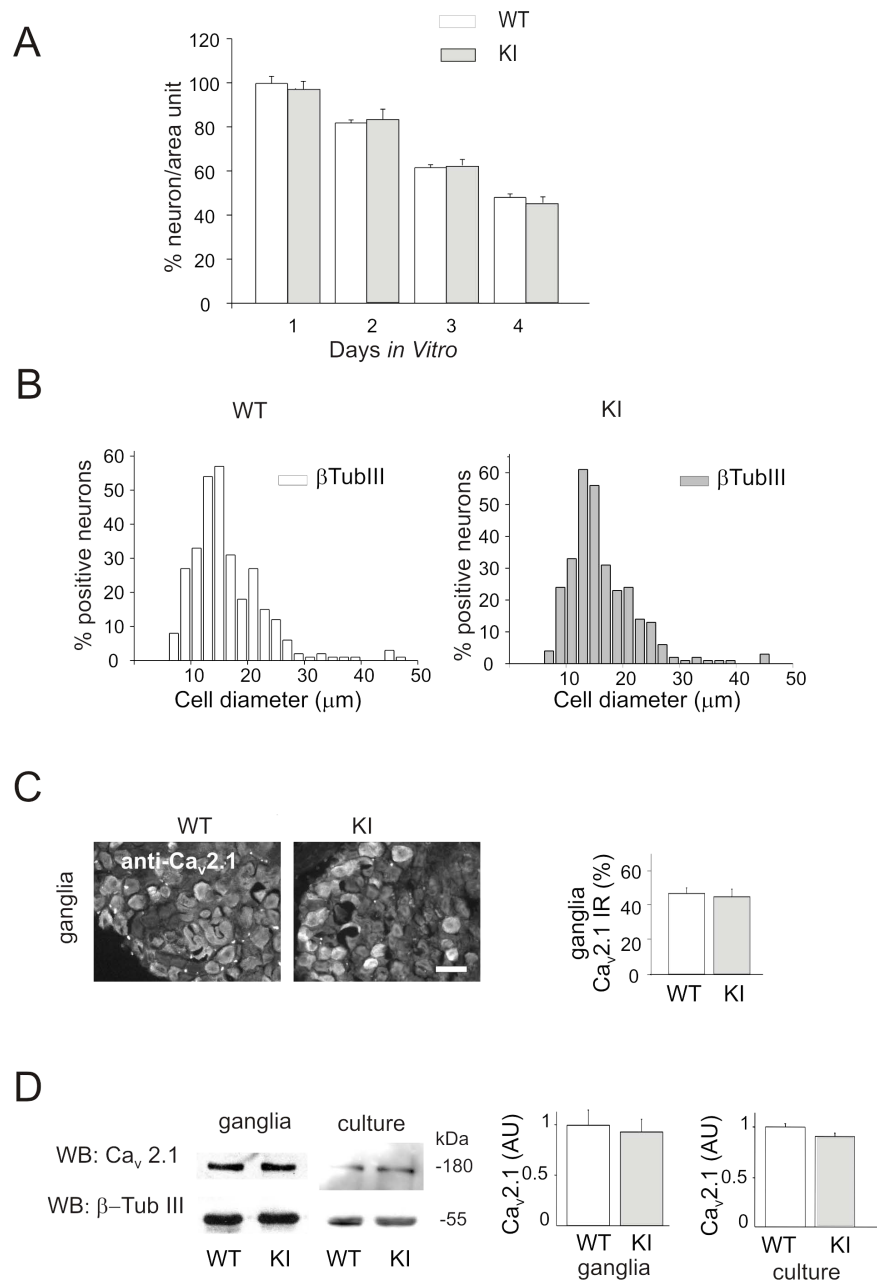 A
WT
KI
120
100
80
60
40
20
0
% neuron/area unit
1 2 3 4
Days in Vitro
B
WT
KI
60
50
40
30
20
10
0
% positive neurons
βTubIII
10 20 30 40 50
Cell diameter (μm)
60
50
40
30
20
10
0
% positive neurons
βTubIII
10 20 30 40 50
Cell diameter (μm)
C
WT KI
ganglia
anti-Cav2.1
ganglia
Cav2.1 IR (%)
60
40
20
0
WT KI
D
ganglia culture
kDa
WB: Cav 2.1
-180
WB: β–Tub III
-55
WT KI WT KI
Cav2.1 (AU)
1
0.5
0
WT KI
ganglia
Cav2.1 (AU)
1
0.5
0
WT KI
culture